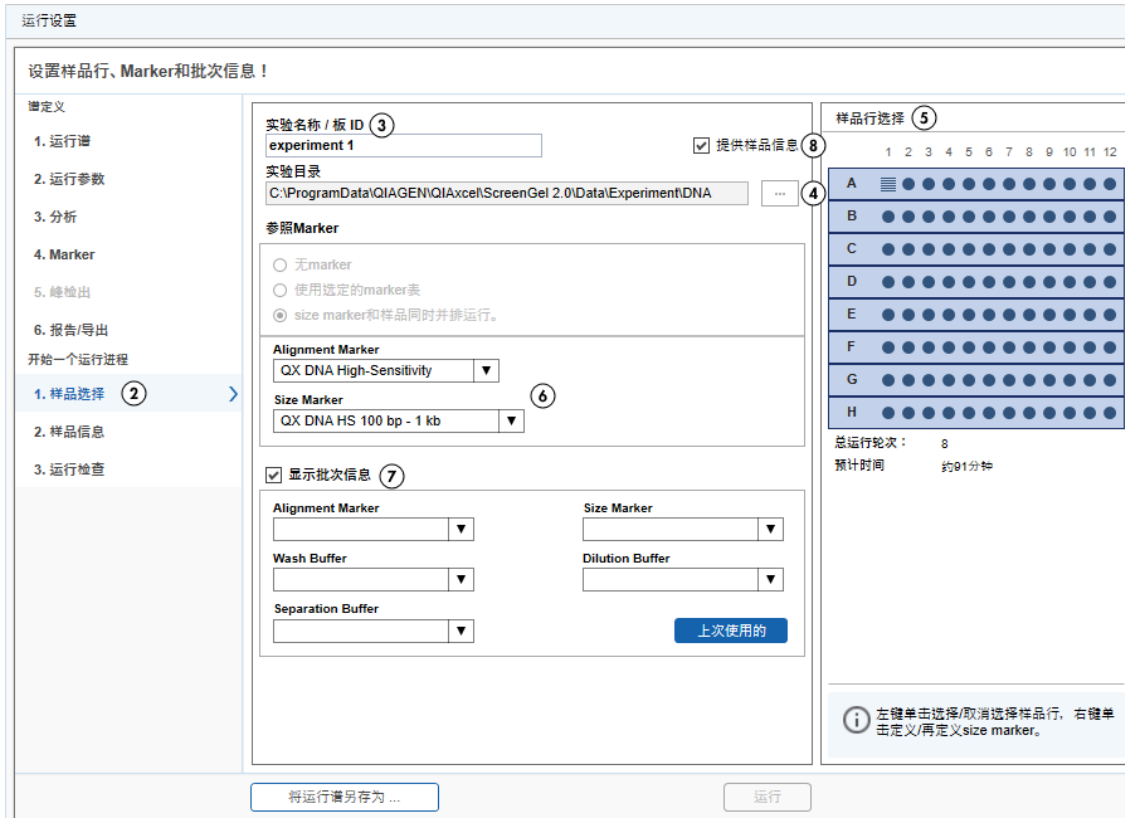 运行设置
设置样品行、Marker和批次信息！
谱定义
1. 运行谱
2. 运行参数
3. 分析
4. Marker
5. 峰检出
6. 报告/导出
开始一个运行进程
1. 样品选择 ②
2. 样品信息
3. 运行检查
实验名称 / 板 ID ③
experiment 1
提供样品信息 ⑧
实验目录
C:\ProgramData\QIAGEN\QIAxcel\ScreenGel 2.0\Data\Experiment\DNA ... ④
参照Marker
无marker
使用选定的marker表
size marker和样品同时并排运行。
Alignment Marker
QX DNA High-Sensitivity
⑥
Size Marker
QX DNA HS 100 bp - 1 kb
显示批次信息 ⑦
Alignment Marker Size Marker
Wash Buffer Dilution Buffer
Separation Buffer
上次使用的
样品行选择 ⑤
1 2 3 4 5 6 7 8 9 10 11 12
A
B
C
D
E
F
G
H
总运行轮次： 8
预计时间 约91分钟
左键单击选择/取消选择样品行, 右键单
击定义/再定义size marker。
将运行谱另存为 ...
运行